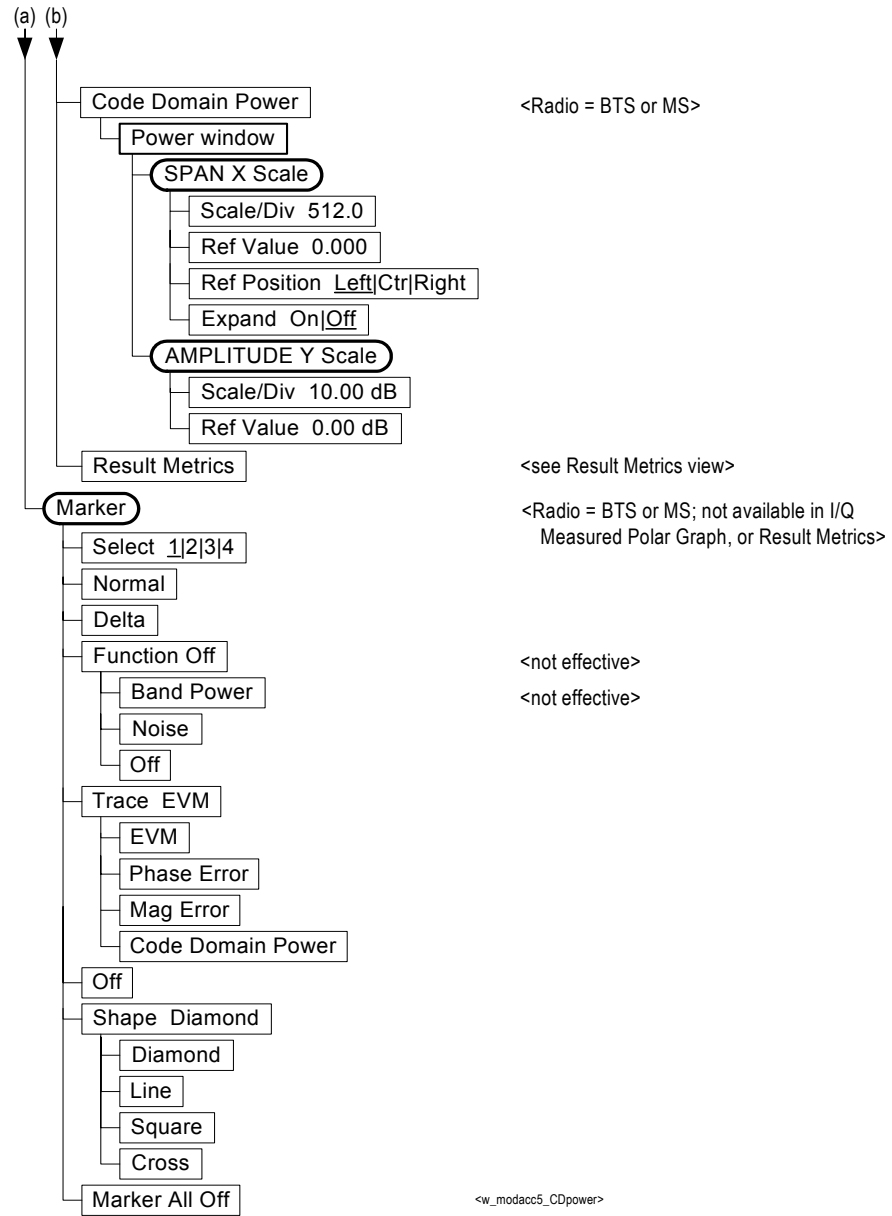 (a) (b)
Code Domain Power <Radio = BTS or MS>
Power window
SPAN X Scale
Scale/Div 512.0
Ref Value 0.000
Ref Position Left|Ctr|Right
Expand On|Off
AMPLITUDE Y Scale
Scale/Div 10.00 dB
Ref Value 0.00 dB
Result Metrics <see Result Metrics view>
Marker <Radio = BTS or MS; not available in I/Q
Measured Polar Graph, or Result Metrics>
Select 1|2|3|4
Normal
Delta
Function Off <not effective>
Band Power <not effective>
Noise
Off
Trace EVM
EVM
Phase Error
Mag Error
Code Domain Power
Off
Shape Diamond
Diamond
Line
Square
Cross
Marker All Off <w_modacc5_CDpower>